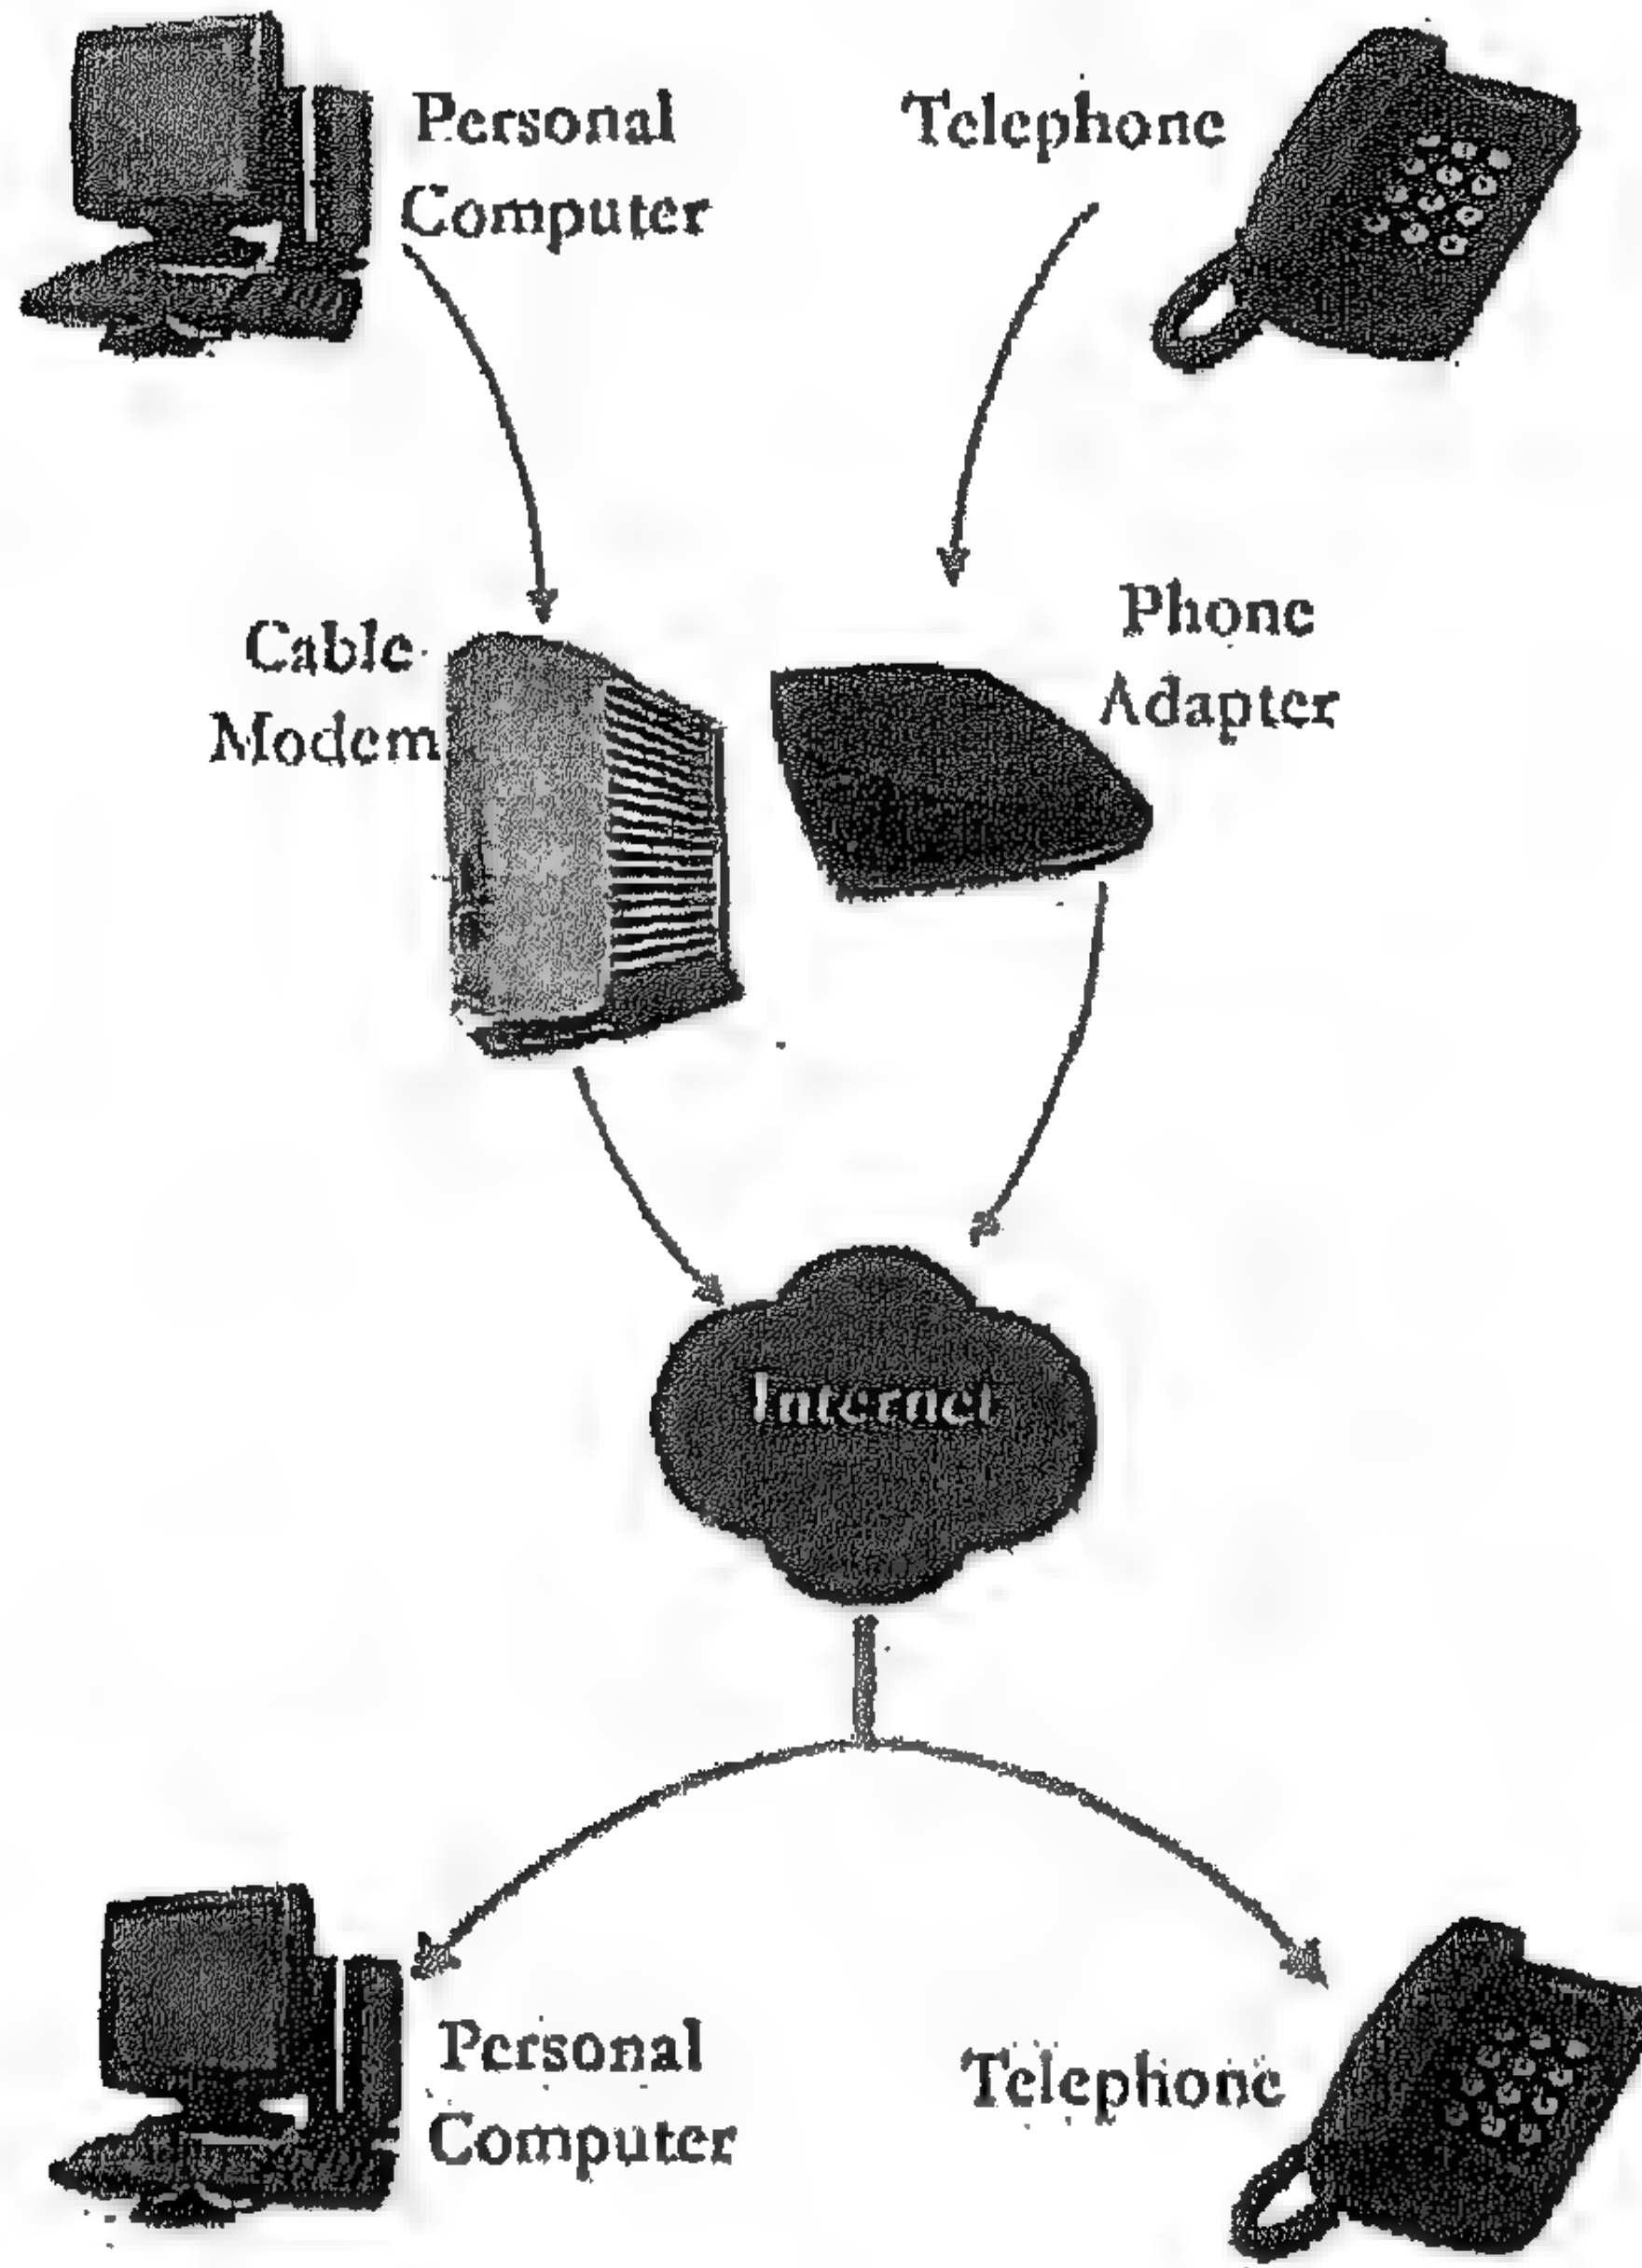 Personal
Computer
Telephone
Cable
Modem
Phone
Adapter
Internet
Personal
Computer
Telephone